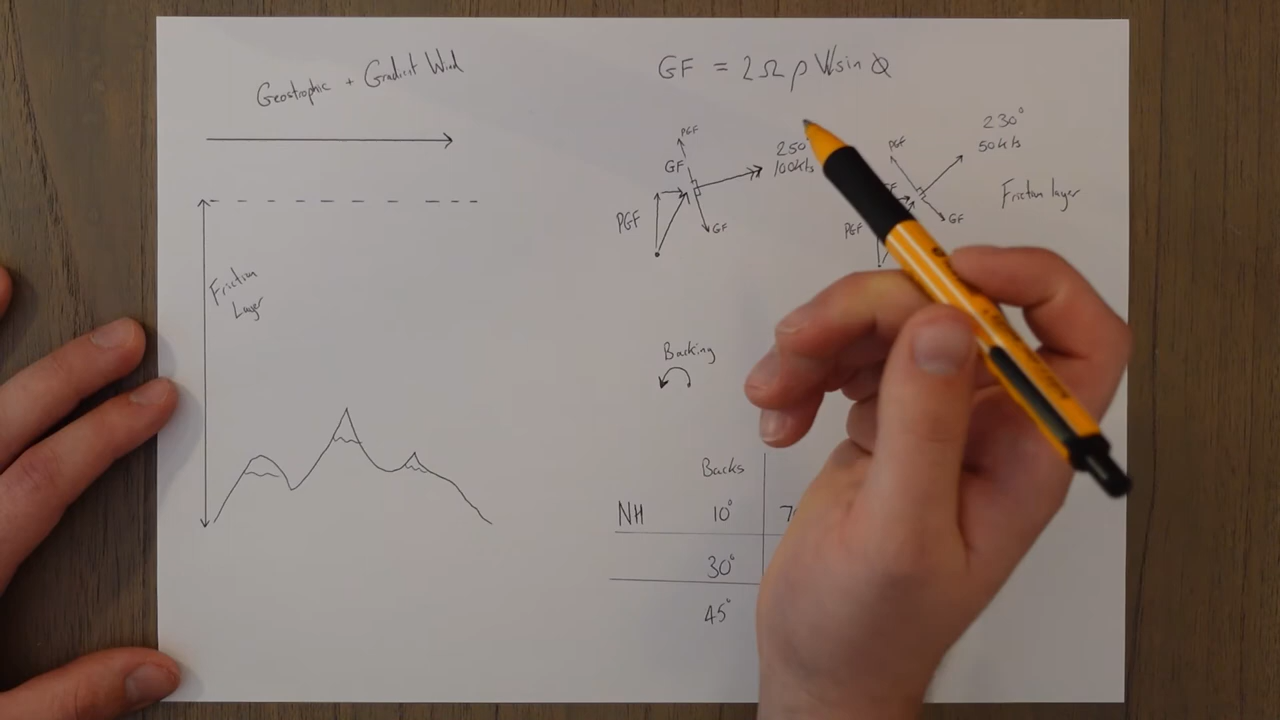 Geostrophic + Gradient Wind
Friction
Layer
GF = 2Ωρ V sin Φ
PGF
GF
PGF
GF
250°
100kts
PGF
PGF
GF
230°
50kts
Friction layer
Backing
Backs
NH 10°
30°
45°